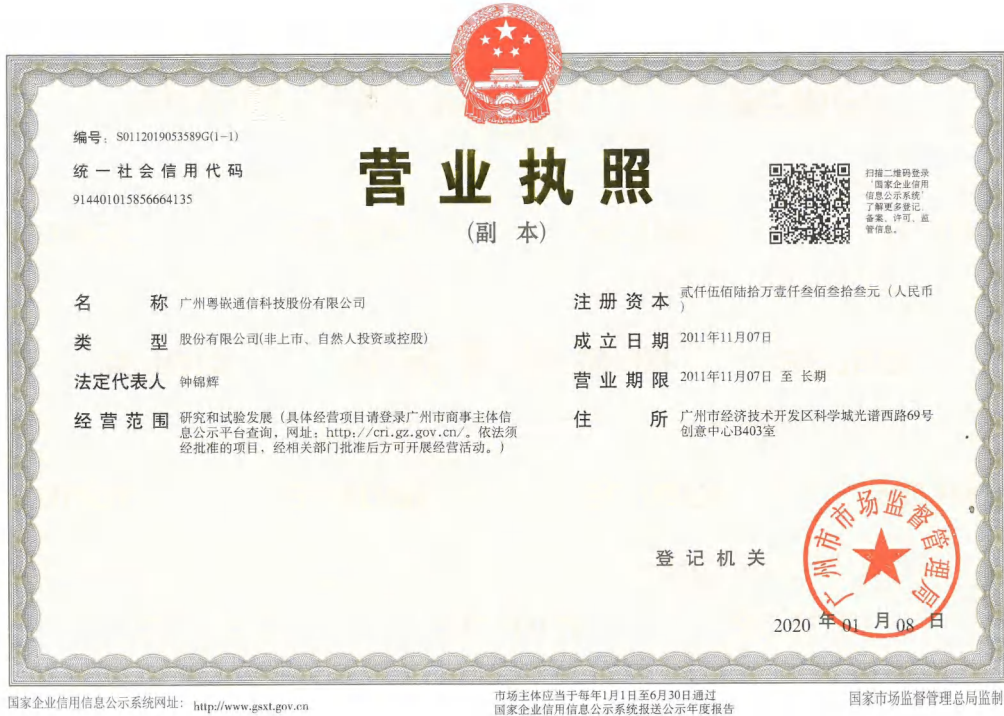 编号：S0112019053589G(1-1)
统一社会信用代码
914401015856664135
营业执照
(副 本)
扫描二维码登录
‘国家企业信用
信息公示系统’
了解更多登记、
备案、许可、监
管信息。
名 称 广州粤嵌通信科技股份有限公司
类 型 股份有限公司(非上市、自然人投资或控股)
法定代表人 钟锦辉
经营范围 研究和试验发展（具体经营项目请登录广州市商事主体信
息公示平台查询，网址：http://cri.gz.gov.cn/。依法须
经批准的项目，经相关部门批准后方可开展经营活动。）
注册资本 贰仟伍佰陆拾万壹仟叁佰叁拾叁元（人民币
）
成立日期 2011年11月07日
营业期限 2011年11月07日 至 长期
住 所 广州市经济技术开发区科学城光谱西路69号
创意中心B403室
登记机关
广州市市场监督管理局
2020 年 01 月 08 日
国家企业信用信息公示系统网址： http://www.gsxt.gov.cn
市场主体应当于每年1月1日至6月30日通过
国家企业信用信息公示系统报送公示年度报告
国家市场监督管理总局监制